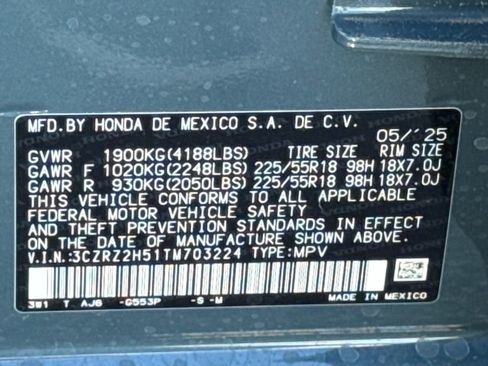 MFD.BY HONDA DE MEXICO S.A. DE C.V. 05/'25
GVWR 1900KG(4188LBS) TIRE SIZE RIM SIZE
GAWR F 1020KG(2248LBS) 225/55R18 98H 18X7.0J
GAWR R 930KG(2050LBS) 225/55R18 98H 18X7.0J
THIS VEHICLE CONFORMS TO ALL APPLICABLE
FEDERAL MOTOR VEHICLE SAFETY
AND THEFT PREVENTION STANDARDS IN EFFECT
ON THE DATE OF MANUFACTURE SHOWN ABOVE.
V.I.N.:3CZRZ2H51TM703224 TYPE:MPV
3W1 T AJ6 -G553P -S-M MADE IN MEXICO